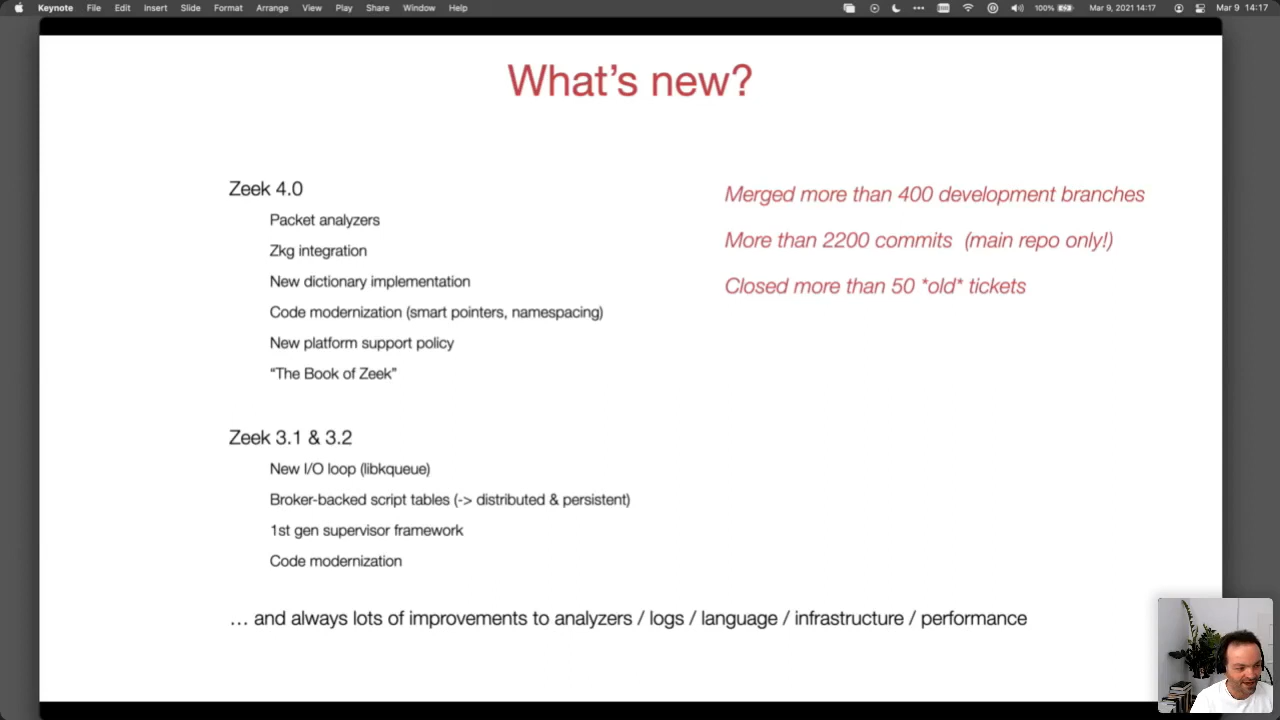 Keynote File Edit Insert Slide Format Arrange View Play Share Window Help 100% Mar 9, 2021 14:17 Mar 9 14:17
What's new?
Zeek 4.0
Packet analyzers
Zkg integration
New dictionary implementation
Code modernization (smart pointers, namespacing)
New platform support policy
“The Book of Zeek”
Zeek 3.1 & 3.2
New I/O loop (libkqueue)
Broker-backed script tables (-> distributed & persistent)
1st gen supervisor framework
Code modernization
Merged more than 400 development branches
More than 2200 commits (main repo only!)
Closed more than 50 *old* tickets
… and always lots of improvements to analyzers / logs / language / infrastructure / performance